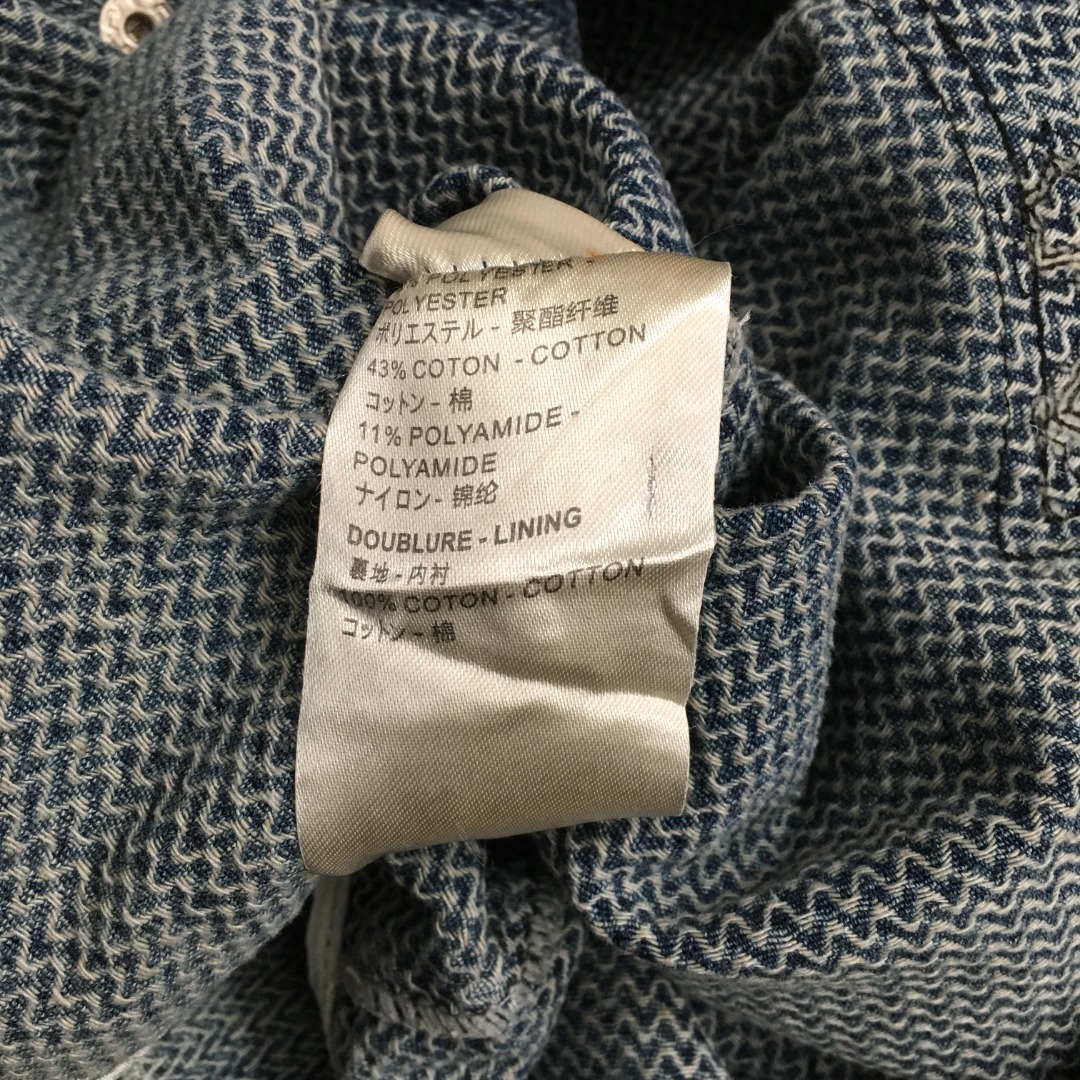 % POLYESTER -
POLYESTER
ポリエステル - 聚酯纤维
43% COTON - COTTON
コットン - 棉
11% POLYAMIDE -
POLYAMIDE
ナイロン - 锦纶
DOUBLURE - LINING
裏地 - 内衬
100% COTON - COTTON
コットン - 棉